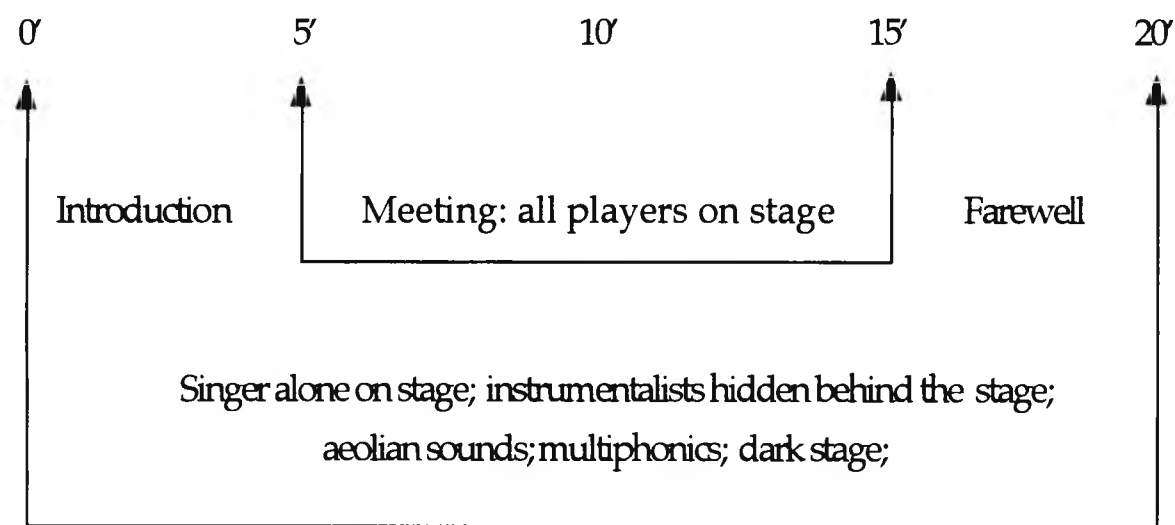 0′ 5′ 10′ 15′ 20′
Introduction Meeting: all players on stage Farewell
Singer alone on stage; instrumentalists hidden behind the stage;
aeolian sounds; multiphonics; dark stage;